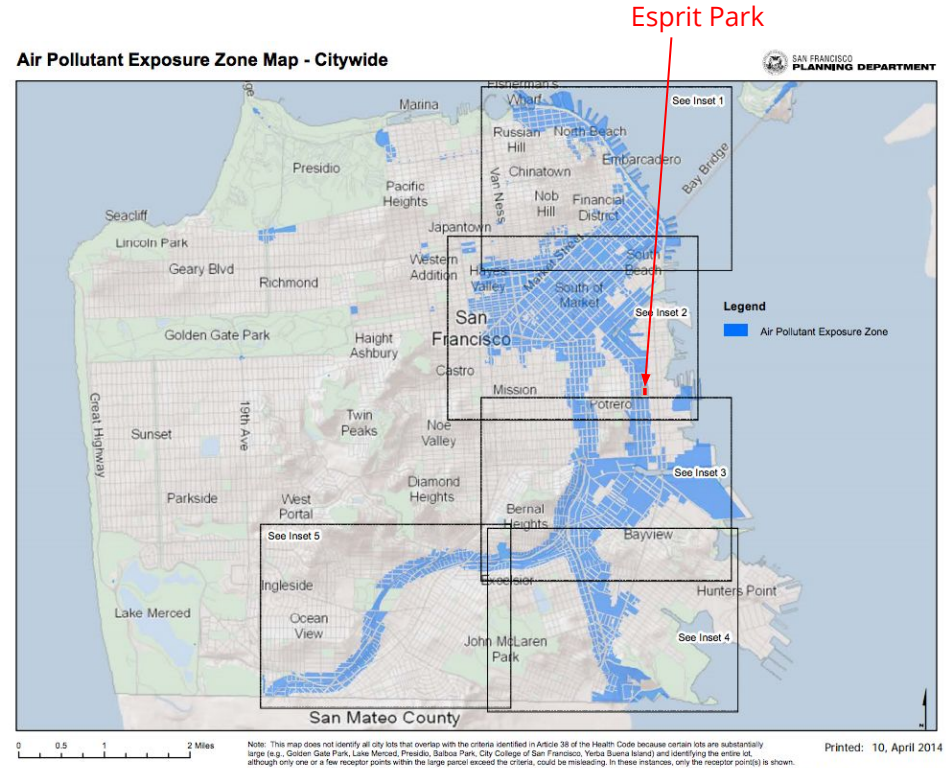 Esprit Park
Air Pollutant Exposure Zone Map - Citywide
SAN FRANCISCO
PLANNING DEPARTMENT
ge
Marina
Fisherman's
Wharf
See Inset 1
Russian
Hill
North Beach
Embarcadero
Presidio
Chinatown
Bay Bridge
Pacific
Heights
Van Ness
Nob
Hill
Financial
District
Seacliff
Lincoln Park
Japantown
Market Street
Geary Blvd
Western
Addition
Hayes
Valley
South
Beach
Richmond
South of
Market
Legend
San
Francisco
See Inset 2
Air Pollutant Exposure Zone
Golden Gate Park
Haight
Ashbury
Castro
Mission
Potrero
Great Highway
19th Ave
Sunset
Twin
Peaks
Noe
Valley
See Inset 3
Parkside
West
Portal
Diamond
Heights
Bernal
Heights
See Inset 5
Bayview
Ingleside
Excelsior
Hunters Point
Lake Merced
Ocean
View
John McLaren
Park
See Inset 4
San Mateo County
N
0 0.5 1 2 Miles
Note: This map does not identify all city lots that overlap with the criteria identified in Article 38 of the Health Code because certain lots are substantially
large (e.g., Golden Gate Park, Lake Merced, Presidio, Balboa Park, City College of San Francisco, Yerba Buena Island) and identifying the entire lot,
although only one or a few receptor points within the large parcel exceed the criteria, could be misleading. In these instances, only the receptor point(s) is shown.
Printed: 10, April 2014